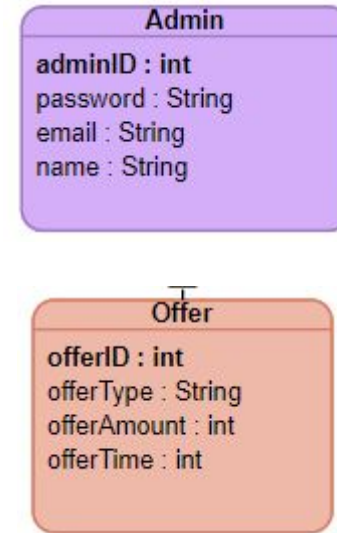 Admin
adminID : int
password : String
email : String
name : String
Offer
offerID : int
offerType : String
offerAmount : int
offerTime : int